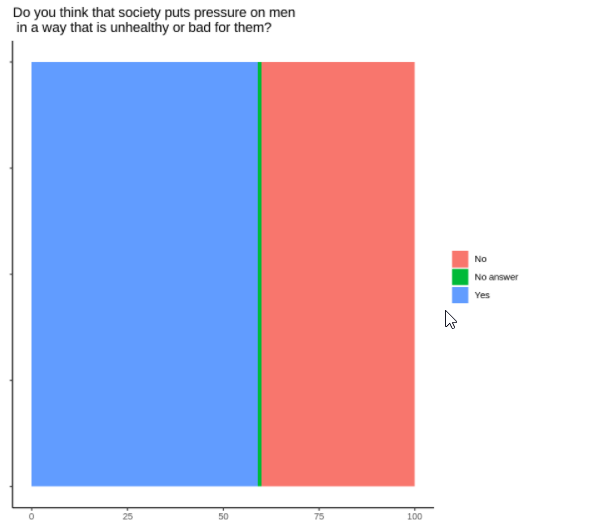 Do you think that society puts pressure on men
in a way that is unhealthy or bad for them?
No
No answer
Yes
0 25 50 75 100